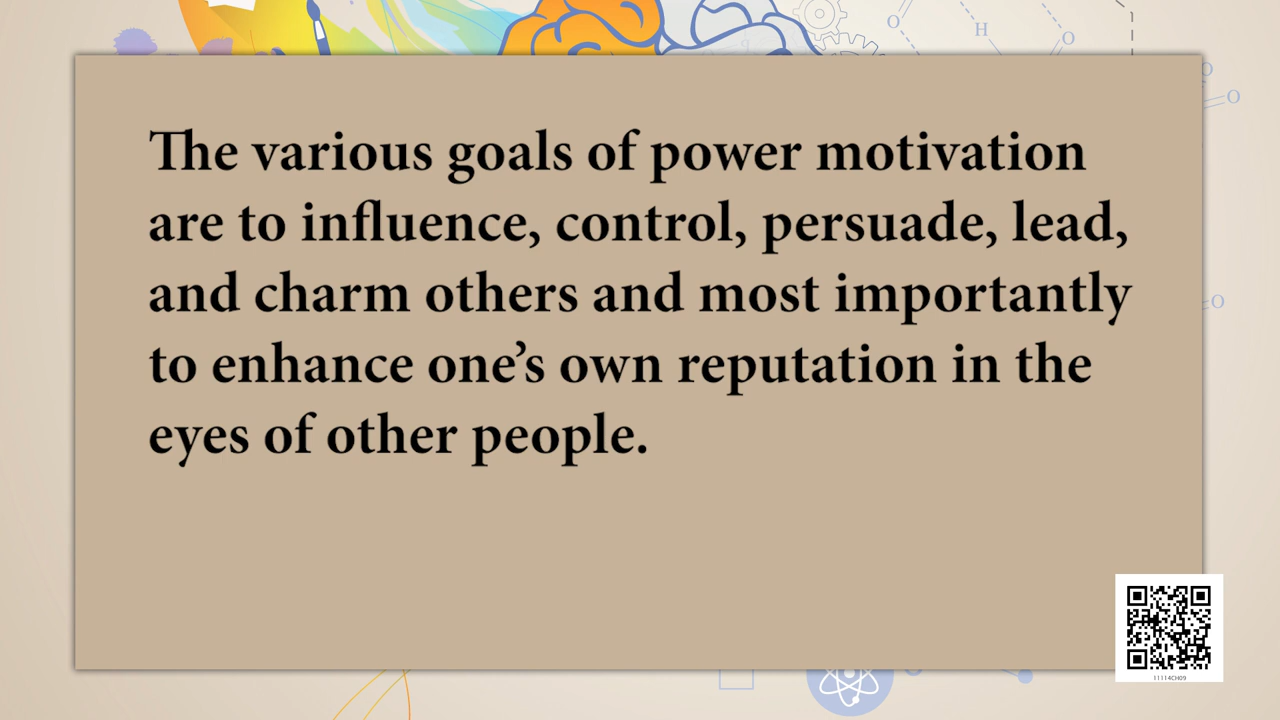 The various goals of power motivation
are to influence, control, persuade, lead,
and charm others and most importantly
to enhance one’s own reputation in the
eyes of other people.
O
H
O
O
O
O
11114CH09